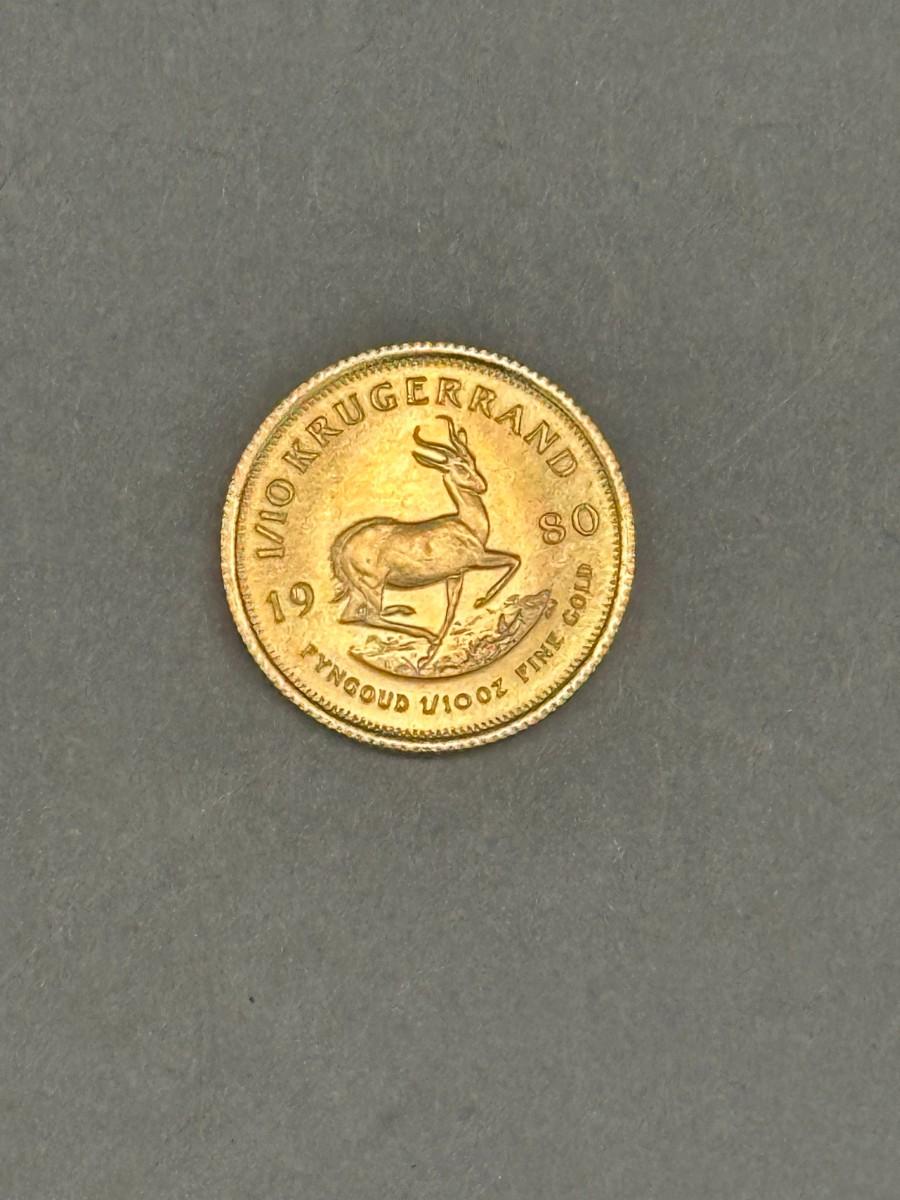 1/10 KRUGERRAND
19 80
FYNGOUD 1/10 OZ FINE GOLD